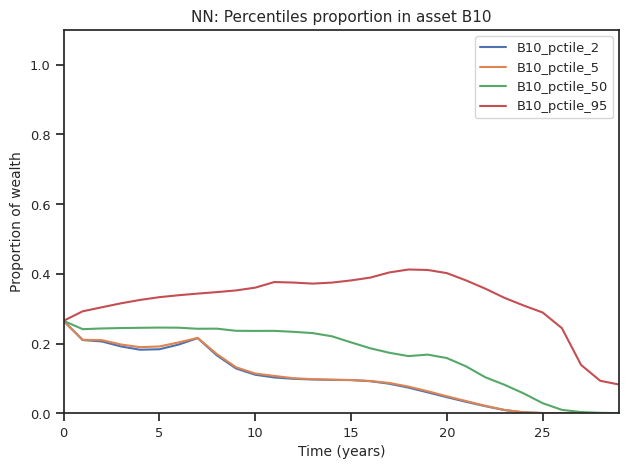 NN: Percentiles proportion in asset B10
B10_pctile_2
B10_pctile_5
B10_pctile_50
B10_pctile_95
Proportion of wealth
1.0
0.8
0.6
0.4
0.2
0.0
0 5 10 15 20 25
Time (years)